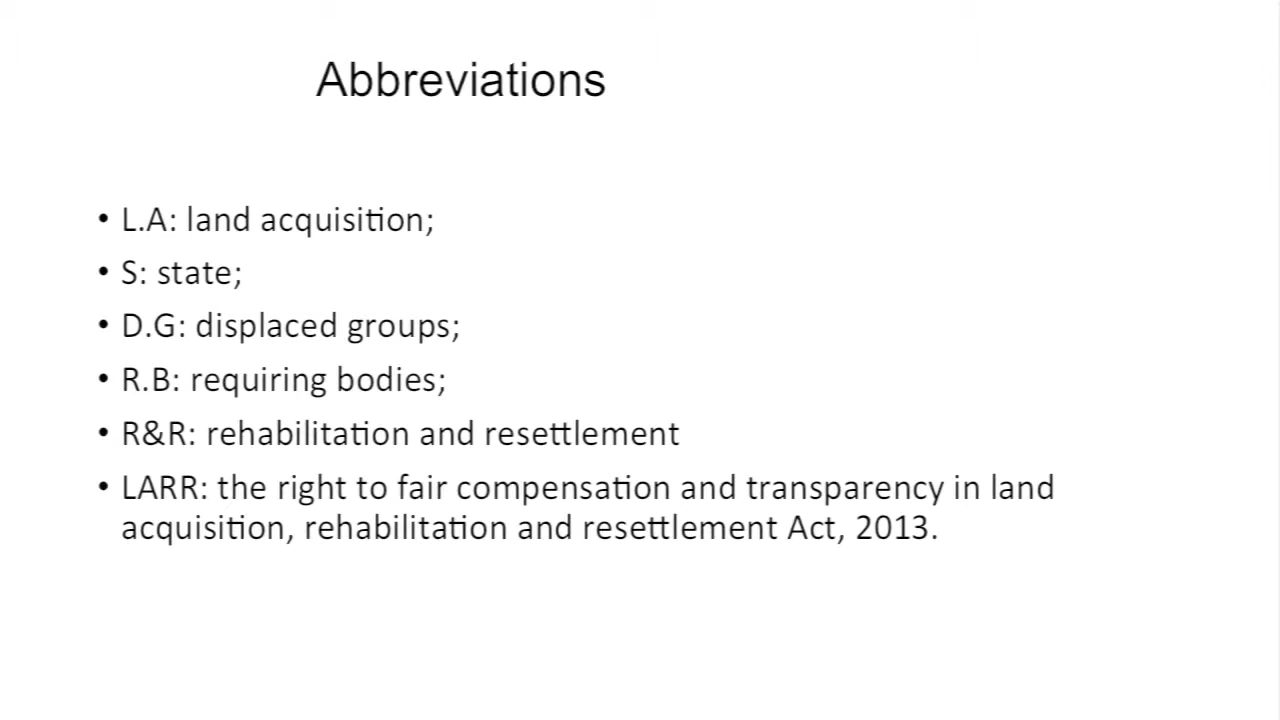 Abbreviations
• L.A: land acquisition;
• S: state;
• D.G: displaced groups;
• R.B: requiring bodies;
• R&R: rehabilitation and resettlement
• LARR: the right to fair compensation and transparency in land
acquisition, rehabilitation and resettlement Act, 2013.